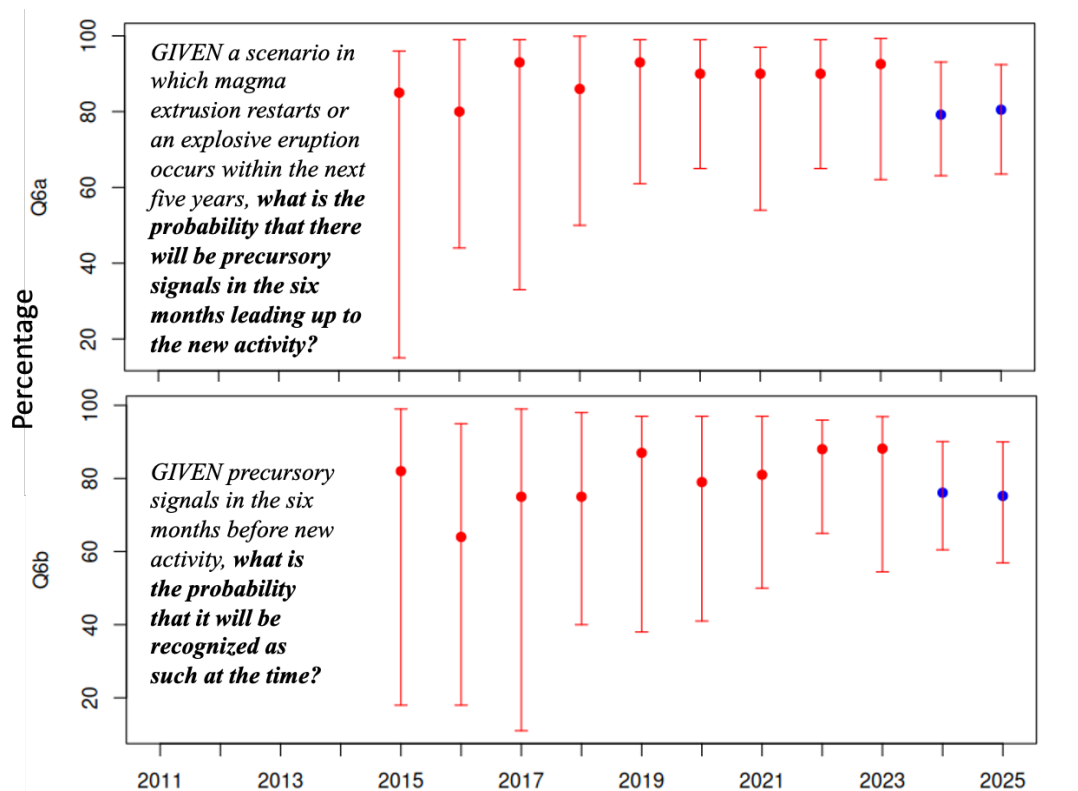 Percentage
Q6a
100
80
60
40
20
GIVEN a scenario in
which magma
extrusion restarts or
an explosive eruption
occurs within the next
five years, what is the
probability that there
will be precursory
signals in the six
months leading up to
the new activity?
Q6b
100
80
60
40
20
GIVEN precursory
signals in the six
months before new
activity, what is
the probability
that it will be
recognized as
such at the time?
2011 2013 2015 2017 2019 2021 2023 2025